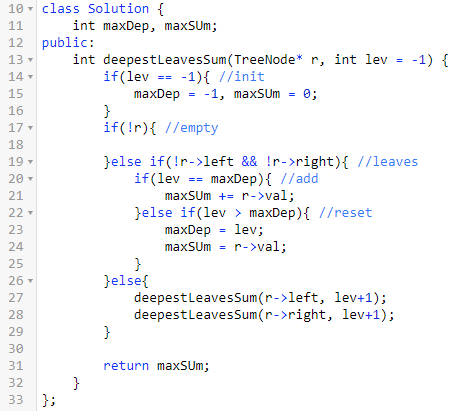 10 class Solution {
11     int maxDep, maxSUm;
12 public:
13     int deepestLeavesSum(TreeNode* r, int lev = -1) {
14         if(lev == -1){ //init
15             maxDep = -1, maxSUm = 0;
16         }
17         if(!r){ //empty
18
19         }else if(!r->left && !r->right){ //leaves
20             if(lev == maxDep){ //add
21                 maxSUm += r->val;
22             }else if(lev > maxDep){ //reset
23                 maxDep = lev;
24                 maxSUm = r->val;
25             }
26         }else{
27             deepestLeavesSum(r->left, lev+1);
28             deepestLeavesSum(r->right, lev+1);
29         }
30
31         return maxSUm;
32     }
33 };